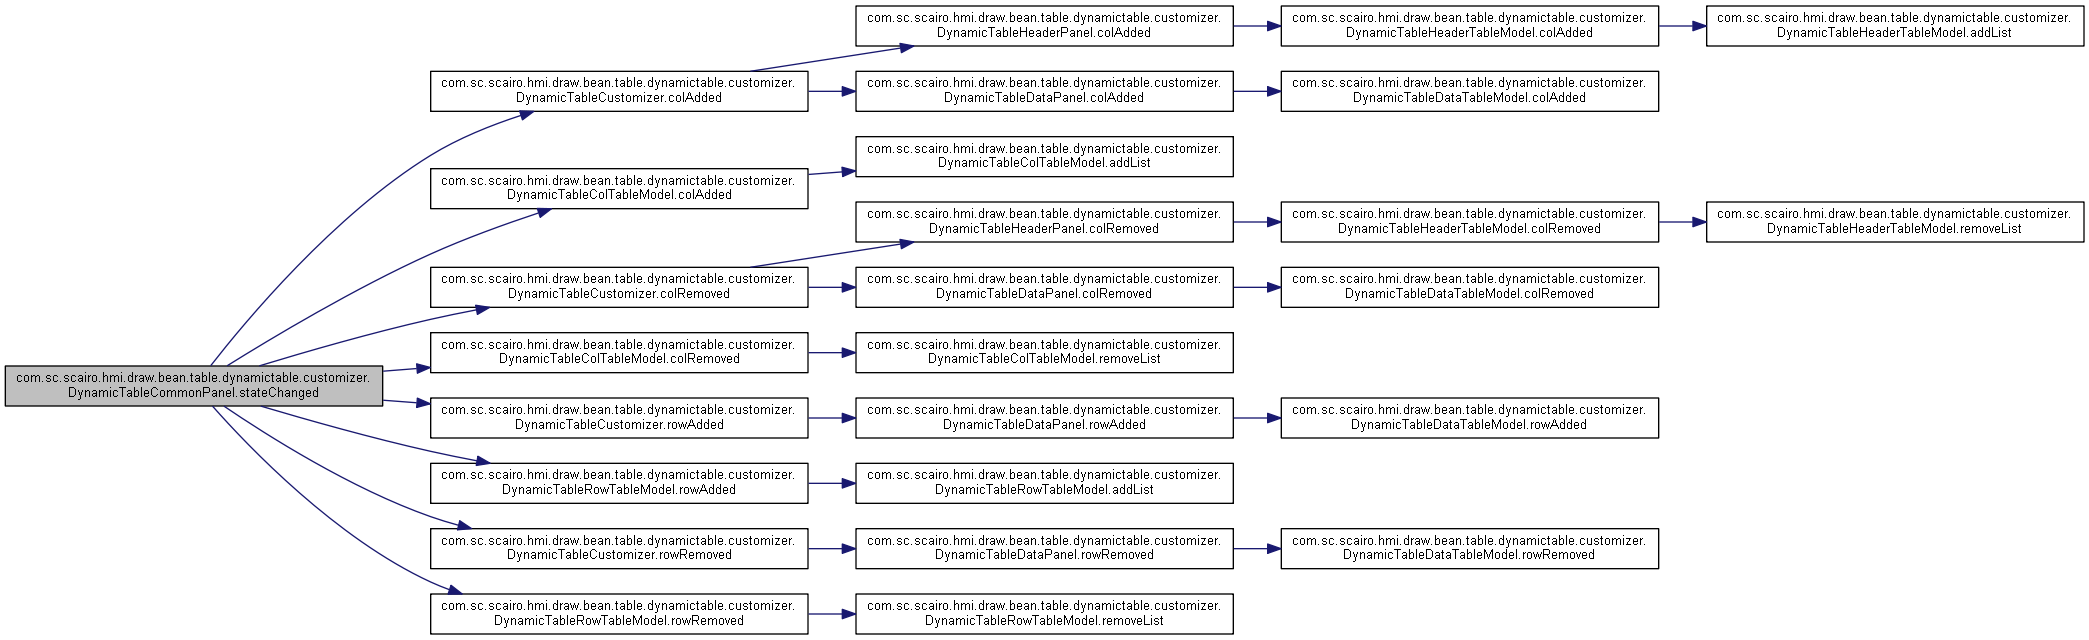 com.sc.scairo.hmi.draw.bean.table.dynamictable.customizer.
DynamicTableCommonPanel.stateChanged
com.sc.scairo.hmi.draw.bean.table.dynamictable.customizer.
DynamicTableCustomizer.colAdded
com.sc.scairo.hmi.draw.bean.table.dynamictable.customizer.
DynamicTableHeaderPanel.colAdded
com.sc.scairo.hmi.draw.bean.table.dynamictable.customizer.
DynamicTableHeaderTableModel.colAdded
com.sc.scairo.hmi.draw.bean.table.dynamictable.customizer.
DynamicTableHeaderTableModel.addList
com.sc.scairo.hmi.draw.bean.table.dynamictable.customizer.
DynamicTableDataPanel.colAdded
com.sc.scairo.hmi.draw.bean.table.dynamictable.customizer.
DynamicTableDataTableModel.colAdded
com.sc.scairo.hmi.draw.bean.table.dynamictable.customizer.
DynamicTableColTableModel.colAdded
com.sc.scairo.hmi.draw.bean.table.dynamictable.customizer.
DynamicTableColTableModel.addList
com.sc.scairo.hmi.draw.bean.table.dynamictable.customizer.
DynamicTableCustomizer.colRemoved
com.sc.scairo.hmi.draw.bean.table.dynamictable.customizer.
DynamicTableHeaderPanel.colRemoved
com.sc.scairo.hmi.draw.bean.table.dynamictable.customizer.
DynamicTableHeaderTableModel.colRemoved
com.sc.scairo.hmi.draw.bean.table.dynamictable.customizer.
DynamicTableHeaderTableModel.removeList
com.sc.scairo.hmi.draw.bean.table.dynamictable.customizer.
DynamicTableDataPanel.colRemoved
com.sc.scairo.hmi.draw.bean.table.dynamictable.customizer.
DynamicTableDataTableModel.colRemoved
com.sc.scairo.hmi.draw.bean.table.dynamictable.customizer.
DynamicTableColTableModel.colRemoved
com.sc.scairo.hmi.draw.bean.table.dynamictable.customizer.
DynamicTableColTableModel.removeList
com.sc.scairo.hmi.draw.bean.table.dynamictable.customizer.
DynamicTableCustomizer.rowAdded
com.sc.scairo.hmi.draw.bean.table.dynamictable.customizer.
DynamicTableDataPanel.rowAdded
com.sc.scairo.hmi.draw.bean.table.dynamictable.customizer.
DynamicTableDataTableModel.rowAdded
com.sc.scairo.hmi.draw.bean.table.dynamictable.customizer.
DynamicTableRowTableModel.rowAdded
com.sc.scairo.hmi.draw.bean.table.dynamictable.customizer.
DynamicTableRowTableModel.addList
com.sc.scairo.hmi.draw.bean.table.dynamictable.customizer.
DynamicTableCustomizer.rowRemoved
com.sc.scairo.hmi.draw.bean.table.dynamictable.customizer.
DynamicTableDataPanel.rowRemoved
com.sc.scairo.hmi.draw.bean.table.dynamictable.customizer.
DynamicTableDataTableModel.rowRemoved
com.sc.scairo.hmi.draw.bean.table.dynamictable.customizer.
DynamicTableRowTableModel.rowRemoved
com.sc.scairo.hmi.draw.bean.table.dynamictable.customizer.
DynamicTableRowTableModel.removeList